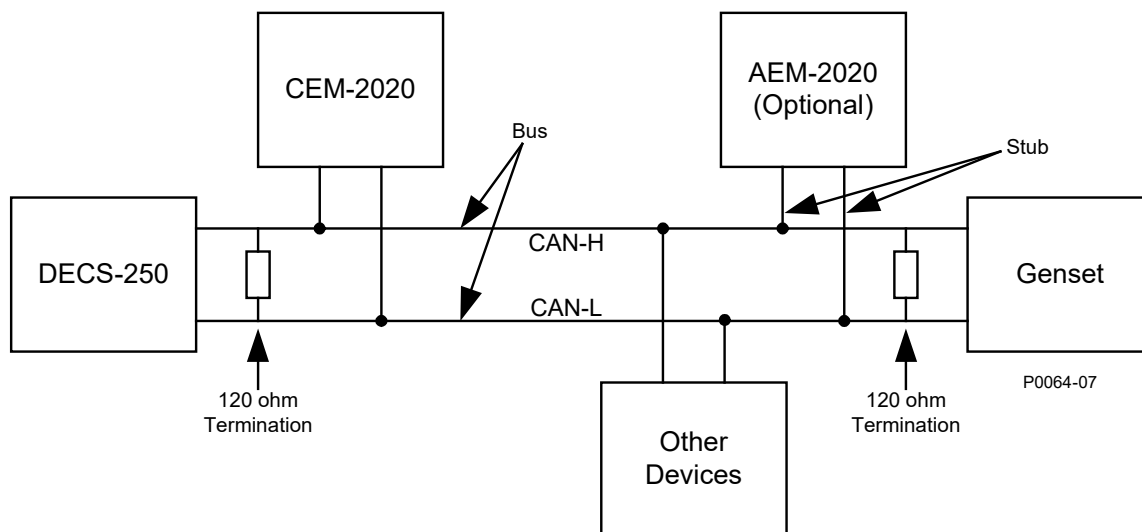 CEM-2020
AEM-2020
(Optional)
Bus
Stub
DECS-250
CAN-H
Genset
CAN-L
P0064-07
120 ohm
Termination
120 ohm
Termination
Other
Devices